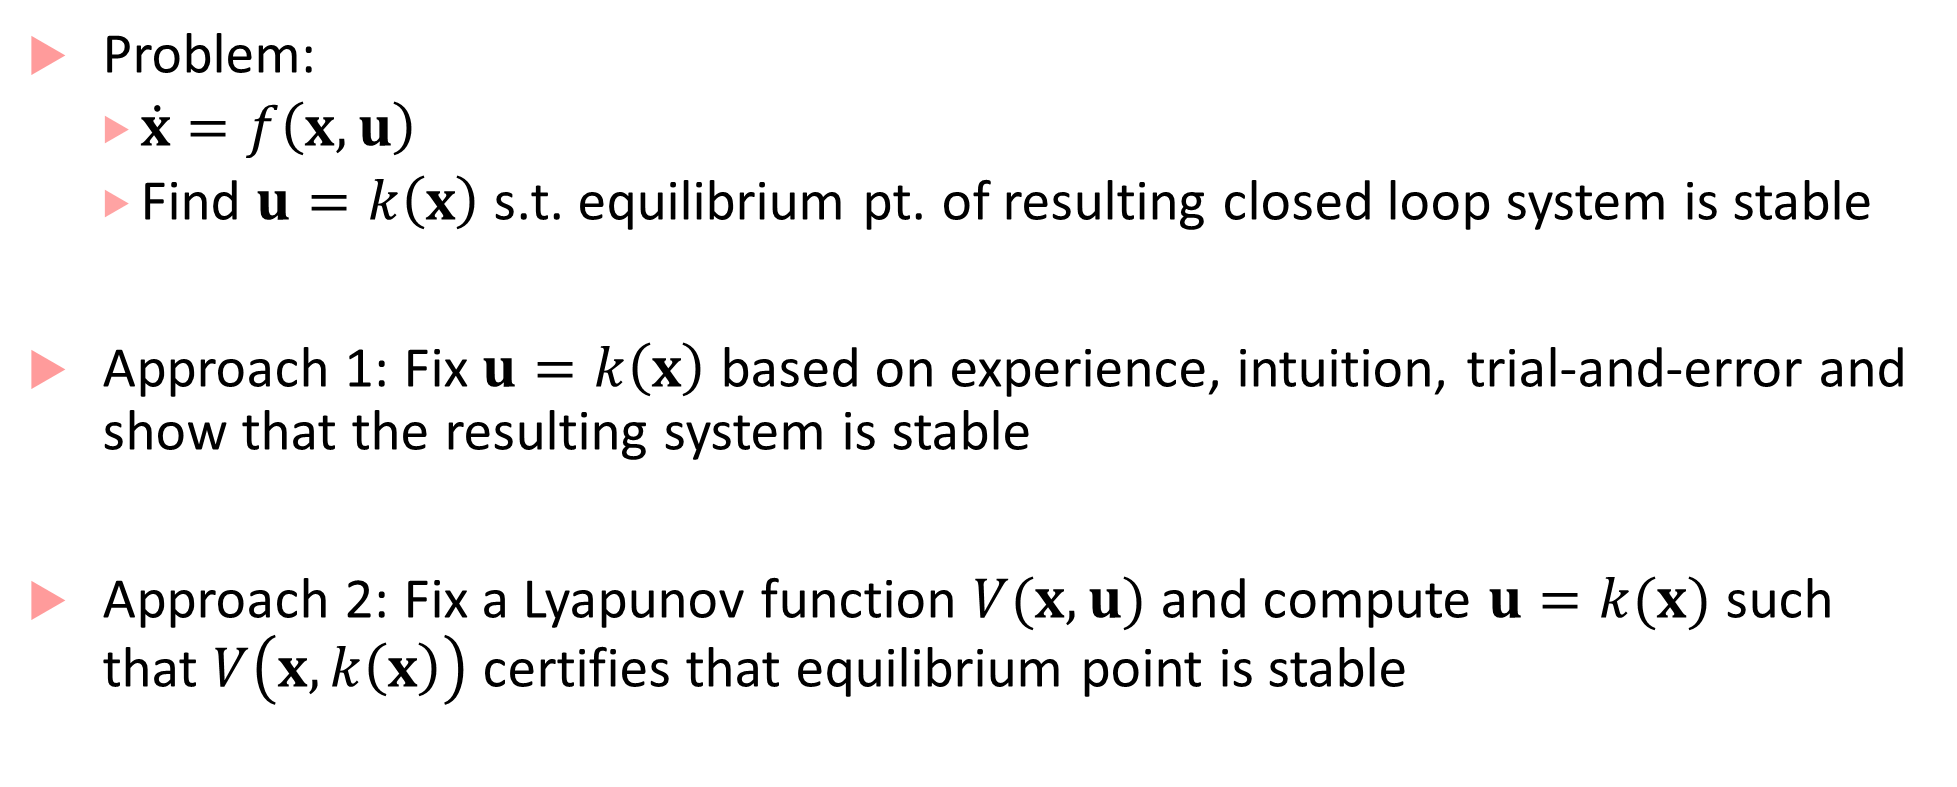 Problem:
ẋ = f(x, u)
Find u = k(x) s.t. equilibrium pt. of resulting closed loop system is stable
Approach 1: Fix u = k(x) based on experience, intuition, trial-and-error and
show that the resulting system is stable
Approach 2: Fix a Lyapunov function V(x, u) and compute u = k(x) such
that V(x, k(x)) certifies that equilibrium point is stable